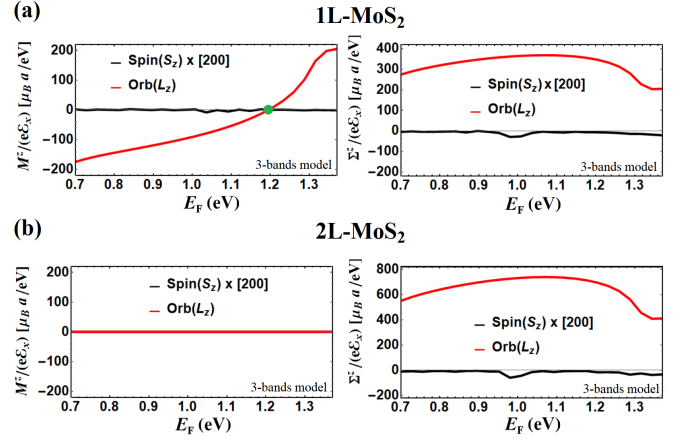 (a)
1L-MoS2
M^z/(eℰx) [μB a/eV]
200
100
0
−100
−200
Spin(Sz) x [200]
Orb(Lz)
3-bands model
0.7 0.8 0.9 1.0 1.1 1.2 1.3
EF (eV)
Σ^z/(eℰx) [μB a/eV]
400
300
200
100
0
−100
−200
Spin(Sz) x [200]
Orb(Lz)
3-bands model
0.7 0.8 0.9 1.0 1.1 1.2 1.3
EF (eV)
(b)
2L-MoS2
M^z/(eℰx) [μB a/eV]
200
100
0
−100
−200
Spin(Sz) x [200]
Orb(Lz)
3-bands model
0.7 0.8 0.9 1.0 1.1 1.2 1.3
EF (eV)
Σ^z/(eℰx) [μB a/eV]
800
600
400
200
0
−200
Spin(Sz) x [200]
Orb(Lz)
3-bands model
0.7 0.8 0.9 1.0 1.1 1.2 1.3
EF (eV)